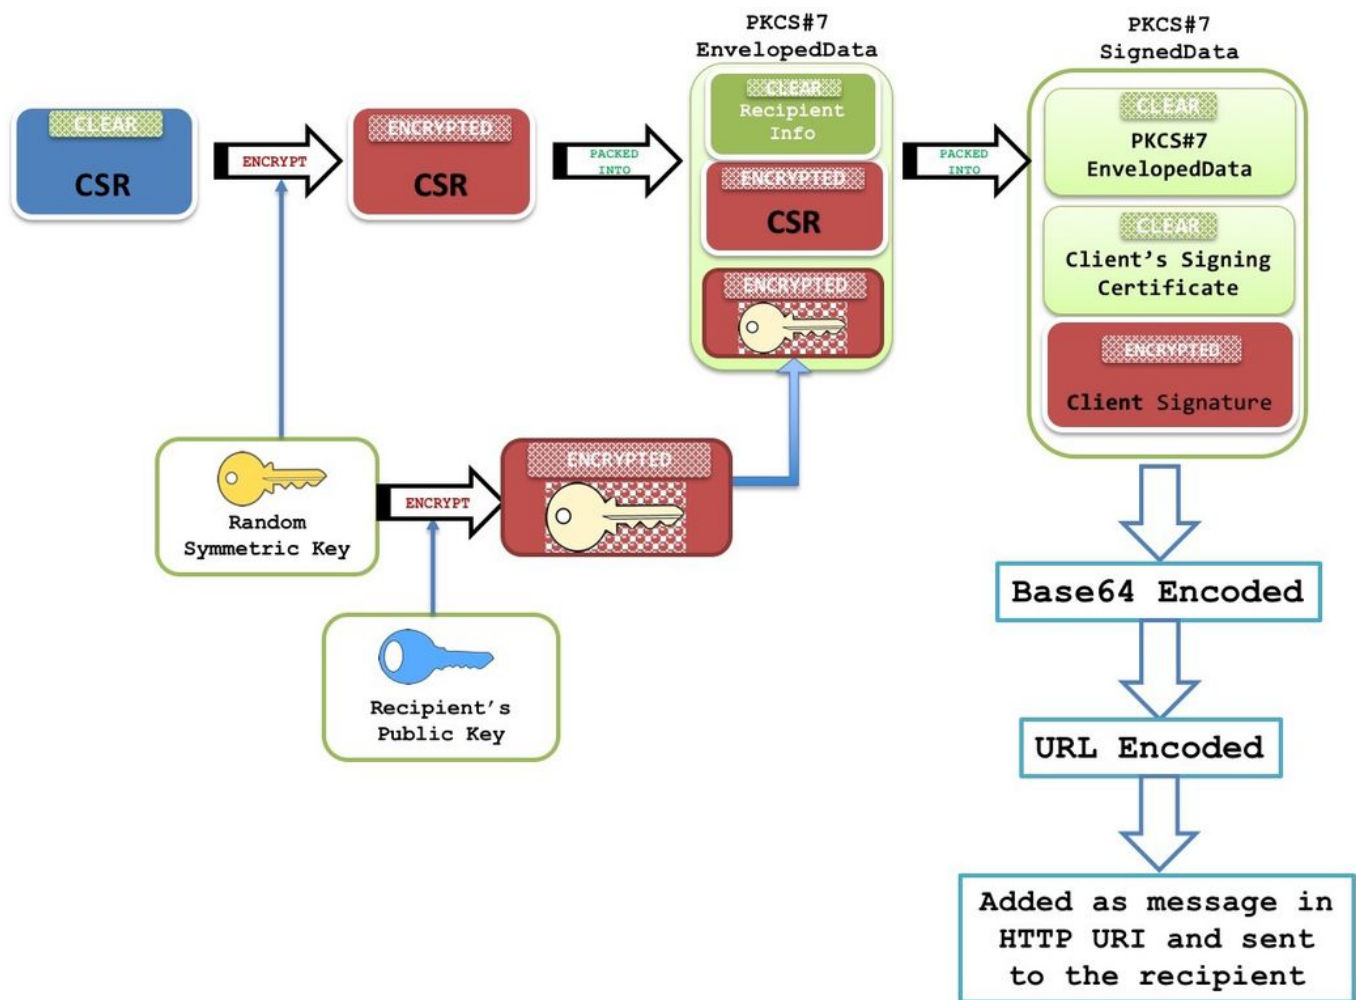 PKCS#7
EnvelopedData
PKCS#7
SignedData
CLEAR
CSR
ENCRYPT
ENCRYPTED
CSR
PACKED
INTO
CLEAR
Recipient
Info
ENCRYPTED
CSR
ENCRYPTED
PACKED
INTO
CLEAR
PKCS#7
EnvelopedData
CLEAR
Client’s Signing
Certificate
ENCRYPTED
Client Signature
Random
Symmetric Key
ENCRYPT
ENCRYPTED
Recipient’s
Public Key
Base64 Encoded
URL Encoded
Added as message in
HTTP URI and sent
to the recipient